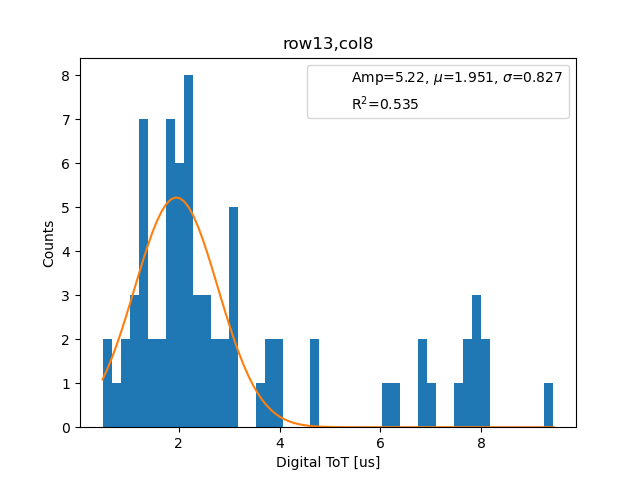 row13,col8
Amp=5.22, μ=1.951, σ=0.827
R²=0.535
Counts
8
7
6
5
4
3
2
1
0
2 4 6 8
Digital ToT [us]